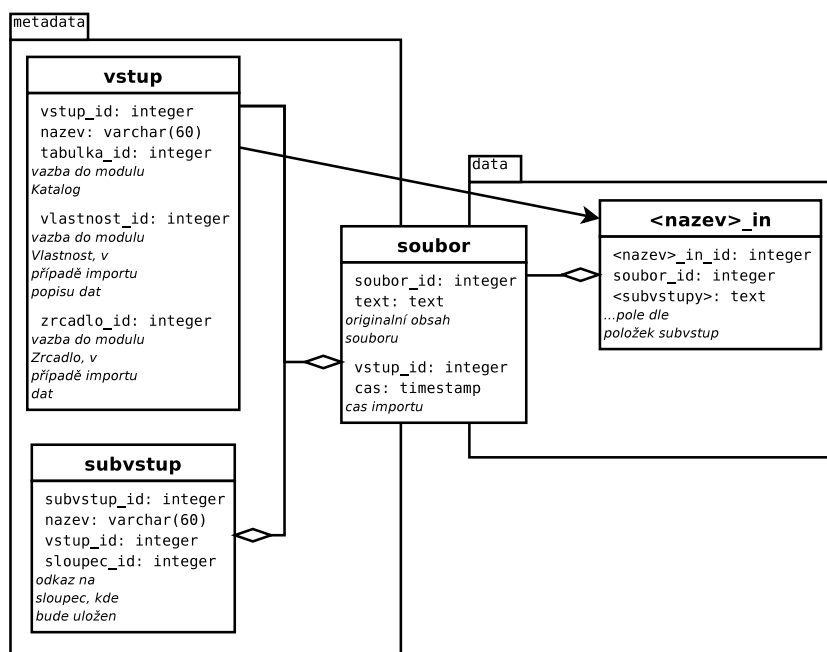 metadata
vstup
vstup_id: integer
nazev: varchar(60)
tabulka_id: integer
vazba do modulu
Katalog
vlastnost_id: integer
vazba do modulu
Vlastnost, v
případě importu
popisu dat
zrcadlo_id: integer
vazba do modulu
Zrcadlo, v
případě importu
dat
subvstup
subvstup_id: integer
nazev: varchar(60)
vstup_id: integer
sloupec_id: integer
odkaz na
sloupec, kde
bude uložen
soubor
soubor_id: integer
text: text
originalní obsah
souboru
vstup_id: integer
cas: timestamp
cas importu
data
<nazev>_in
<nazev>_in_id: integer
soubor_id: integer
<subvstupy>: text
...pole dle
položek subvstup